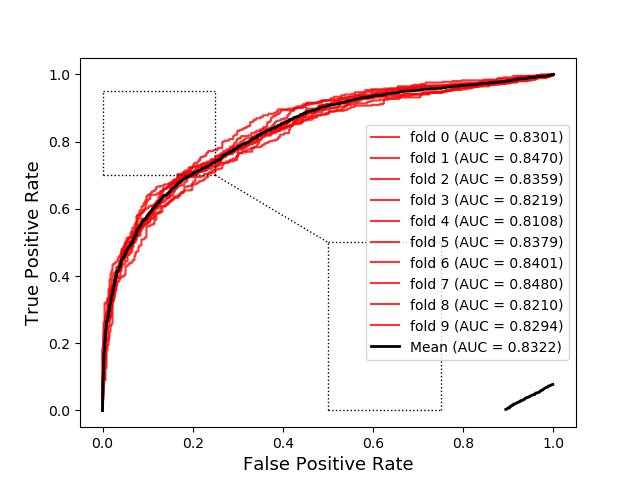 1.0
0.8
0.6
0.4
0.2
0.0
True Positive Rate
fold 0 (AUC = 0.8301)
fold 1 (AUC = 0.8470)
fold 2 (AUC = 0.8359)
fold 3 (AUC = 0.8219)
fold 4 (AUC = 0.8108)
fold 5 (AUC = 0.8379)
fold 6 (AUC = 0.8401)
fold 7 (AUC = 0.8480)
fold 8 (AUC = 0.8210)
fold 9 (AUC = 0.8294)
Mean (AUC = 0.8322)
0.0 0.2 0.4 0.6 0.8 1.0
False Positive Rate